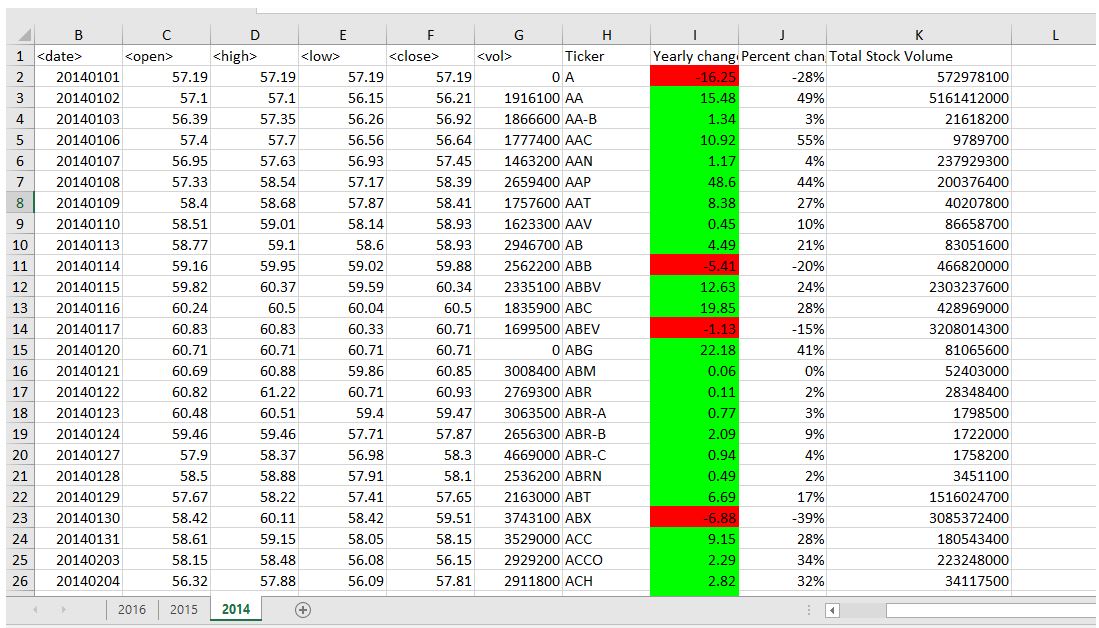 B C D E F G H I J K L
1 <date> <open> <high> <low> <close> <vol> Ticker Yearly chang Percent chan Total Stock Volume
2 20140101 57.19 57.19 57.19 57.19 0 A -16.25 -28% 572978100
3 20140102 57.1 57.1 56.15 56.21 1916100 AA 15.48 49% 5161412000
4 20140103 56.39 57.35 56.26 56.92 1866600 AA-B 1.34 3% 21618200
5 20140106 57.4 57.7 56.56 56.64 1777400 AAC 10.92 55% 9789700
6 20140107 56.95 57.63 56.93 57.45 1463200 AAN 1.17 4% 237929300
7 20140108 57.33 58.54 57.17 58.39 2659400 AAP 48.6 44% 200376400
8 20140109 58.4 58.68 57.87 58.41 1757600 AAT 8.38 27% 40207800
9 20140110 58.51 59.01 58.14 58.93 1623300 AAV 0.45 10% 86658700
10 20140113 58.77 59.1 58.6 58.93 2946700 AB 4.49 21% 83051600
11 20140114 59.16 59.95 59.02 59.88 2562200 ABB -5.41 -20% 466820000
12 20140115 59.82 60.37 59.59 60.34 2335100 ABBV 12.63 24% 2303237600
13 20140116 60.24 60.5 60.04 60.5 1835900 ABC 19.85 28% 428969000
14 20140117 60.83 60.83 60.33 60.71 1699500 ABEV -1.13 -15% 3208014300
15 20140120 60.71 60.71 60.71 60.71 0 ABG 22.18 41% 81065600
16 20140121 60.69 60.88 59.86 60.85 3008400 ABM 0.06 0% 52403000
17 20140122 60.82 61.22 60.71 60.93 2769300 ABR 0.11 2% 28348400
18 20140123 60.48 60.51 59.4 59.47 3063500 ABR-A 0.77 3% 1798500
19 20140124 59.46 59.46 57.71 57.87 2656300 ABR-B 2.09 9% 1722000
20 20140127 57.9 58.37 56.98 58.3 4669000 ABR-C 0.94 4% 1758200
21 20140128 58.5 58.88 57.91 58.1 2536200 ABRN 0.49 2% 3451100
22 20140129 57.67 58.22 57.41 57.65 2163000 ABT 6.69 17% 1516024700
23 20140130 58.42 60.11 58.42 59.51 3743100 ABX -6.88 -39% 3085372400
24 20140131 58.61 59.15 58.05 58.15 3529000 ACC 9.15 28% 180543400
25 20140203 58.15 58.48 56.08 56.15 2929200 ACCO 2.29 34% 223248000
26 20140204 56.32 57.88 56.09 57.81 2911800 ACH 2.82 32% 34117500
2016 2015 2014